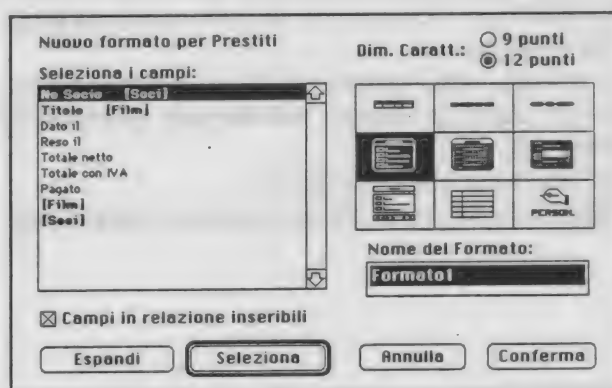 Nuovo formato per Prestiti
Dim. Caratt.:
9 punti
12 punti
Seleziona i campi:
No Socio [Soci]
Titolo [Film]
Dato il
Reso il
Totale netto
Totale con IVA
Pagato
[Film]
[Soci]
PERSON.
Nome del Formato:
Formato1
Campi in relazione inseribili
Espandi
Seleziona
Annulla
Conferma